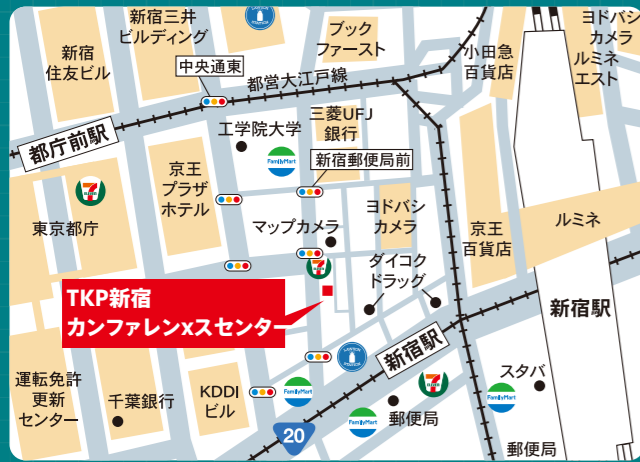 新宿三井
ビルディング
新宿
住友ビル
ブック
ファースト
小田急
百貨店
ヨドバシ
カメラ
ルミネ
エスト
中央通東
都営大江戸線
都庁前駅
工学院大学
三菱UFJ
銀行
FamilyMart
新宿郵便局前
京王
プラザ
ホテル
東京都庁
マップカメラ
ヨドバシ
カメラ
京王
百貨店
ルミネ
ダイコク
ドラッグ
TKP新宿
カンファレンxスセンター
新宿駅
新宿駅
運転免許
更新
センター
千葉銀行
KDDI
ビル
FamilyMart
20
FamilyMart
郵便局
スタバ
FamilyMart
郵便局